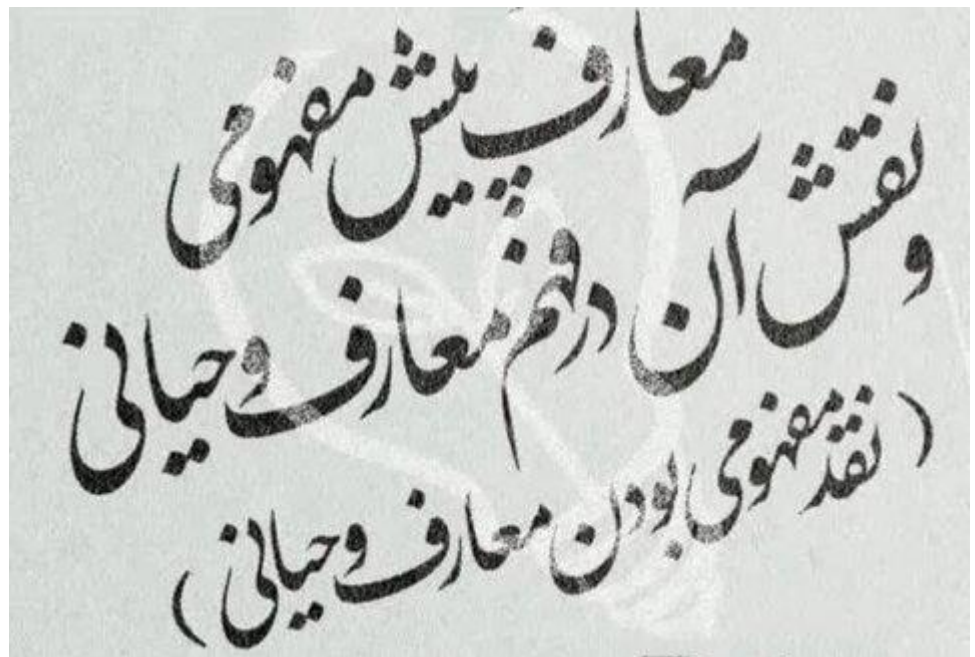 معارف پیش مفهومی
و نقش آن در فهم معارف وحیانی
(نقد مفهومی بودن معارف وحیانی)